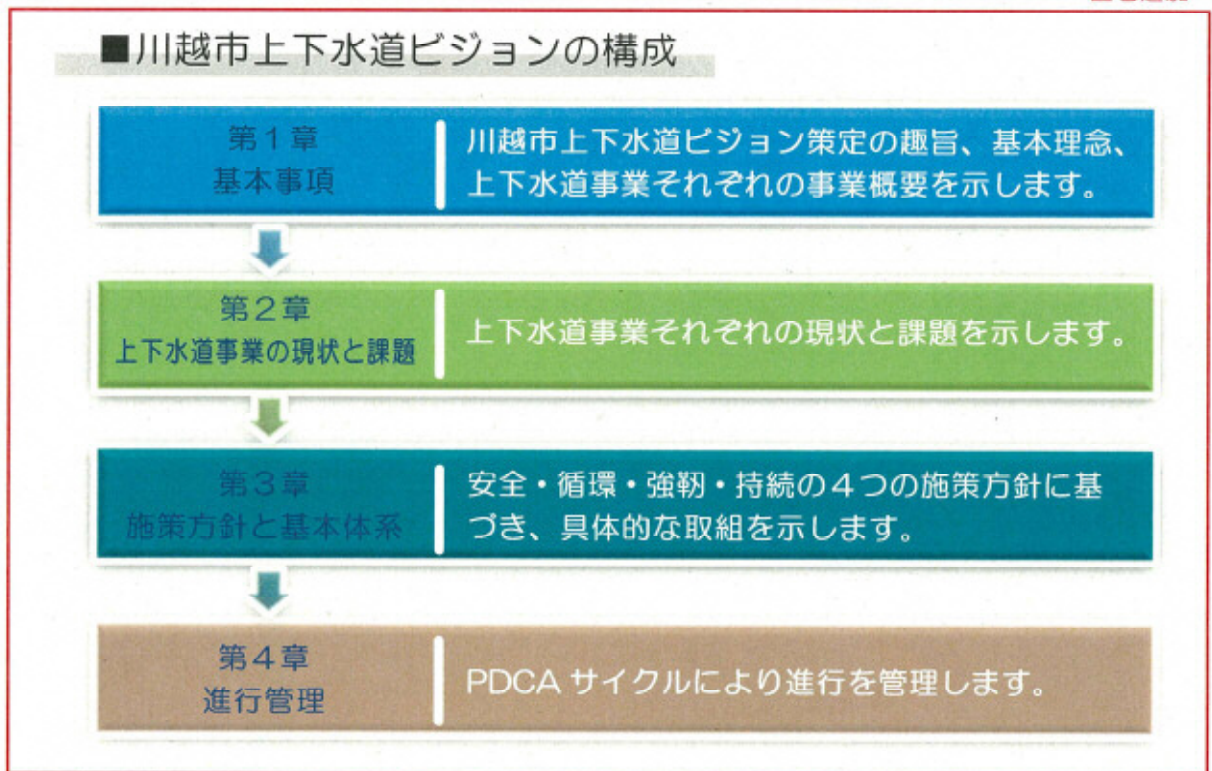 ■川越市上下水道ビジョンの構成
第1章
基本事項
川越市上下水道ビジョン策定の趣旨、基本理念、
上下水道事業それぞれの事業概要を示します。
第2章
上下水道事業の現状と課題
上下水道事業それぞれの現状と課題を示します。
第3章
施策方針と基本体系
安全・循環・強靭・持続の4つの施策方針に基
づき、具体的な取組を示します。
第4章
進行管理
PDCA サイクルにより進行を管理します。